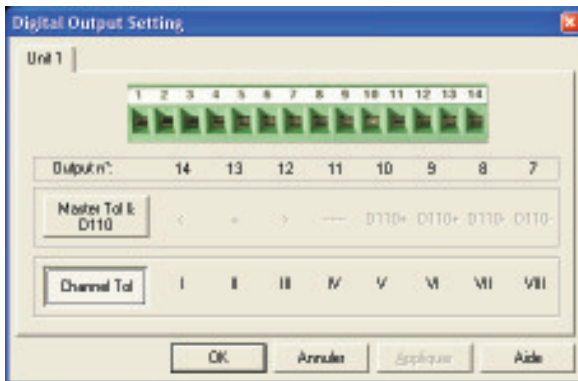 Digital Output Setting
Unit 1
1 2 3 4 5 6 7 8 9 10 11 12 13 14
Output n°: 14 13 12 11 10 9 8 7
Master Tol & D110 < = > --- D110+ D110+ D110- D110-
Channel Tol I II III IV V VI VII VIII
OK Annuler Appliquer Aide